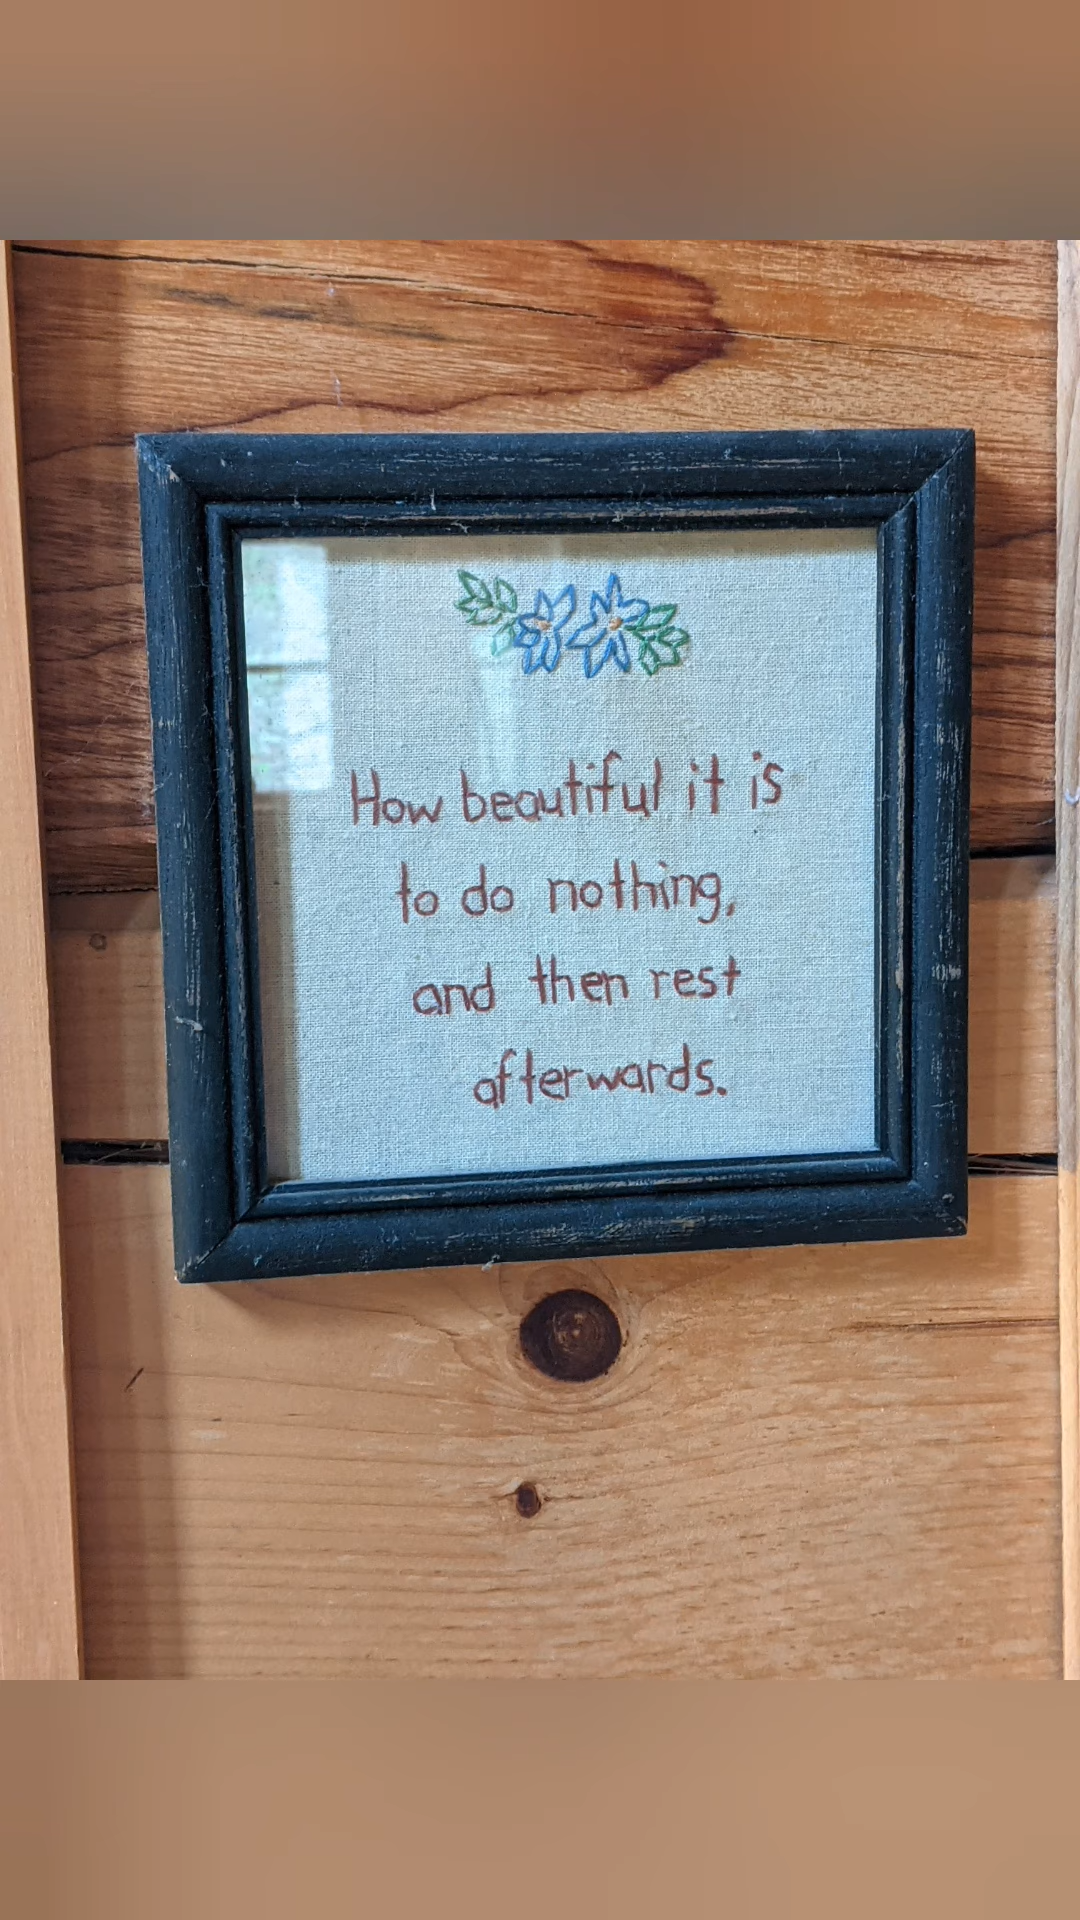 How beautiful it is
to do nothing,
and then rest
afterwards.